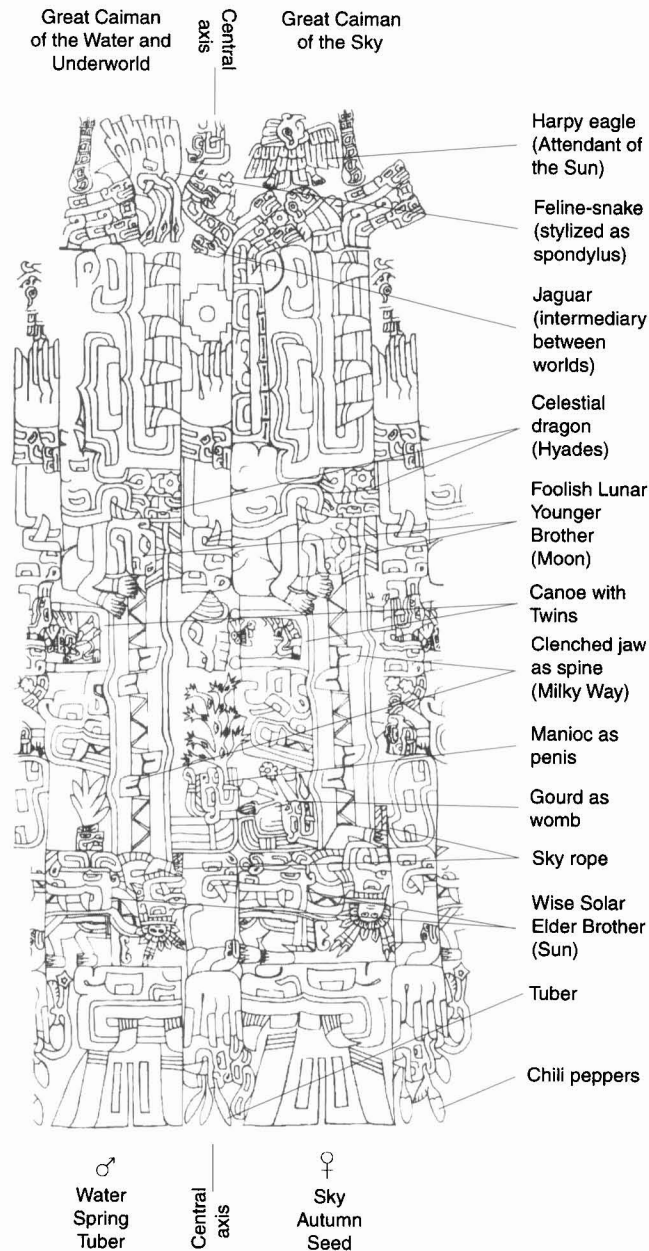 Great Caiman
of the Water and
Underworld
Central
axis
Great Caiman
of the Sky
Harpy eagle
(Attendant of
the Sun)
Feline-snake
(stylized as
spondylus)
Jaguar
(intermediary
between
worlds)
Celestial
dragon
(Hyades)
Foolish Lunar
Younger
Brother
(Moon)
Canoe with
Twins
Clenched jaw
as spine
(Milky Way)
Manioc as
penis
Gourd as
womb
Sky rope
Wise Solar
Elder Brother
(Sun)
Tuber
Chili peppers
♂
Water
Spring
Tuber
Central
axis
♀
Sky
Autumn
Seed